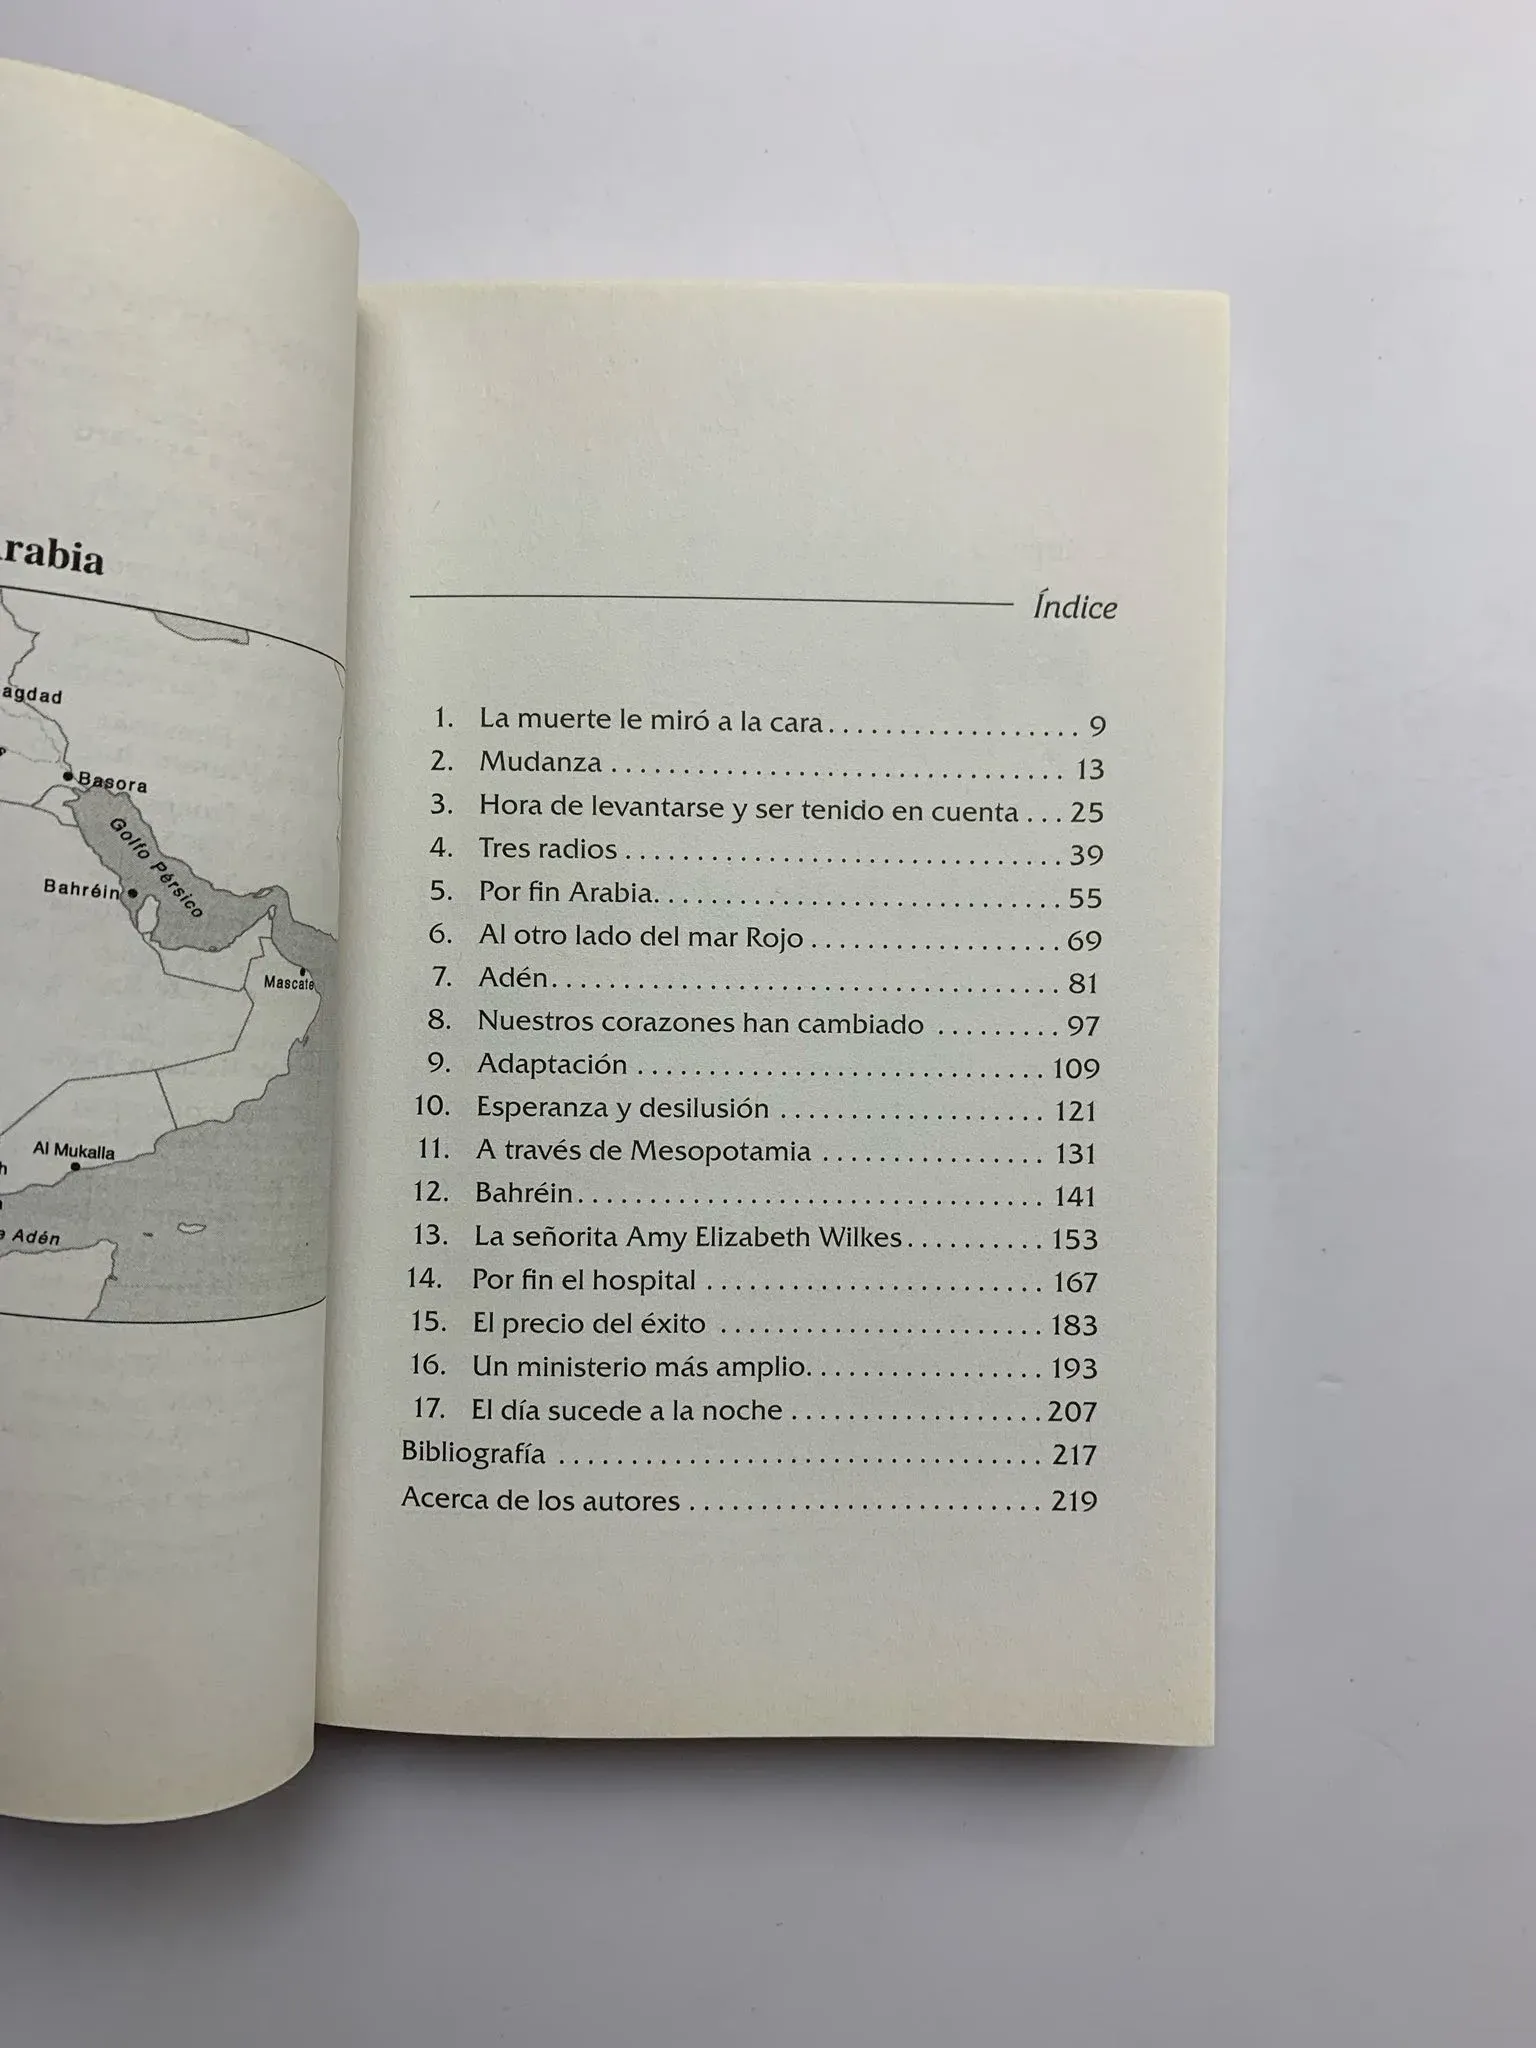 Basora
Golfo Pérsico
Bahréin
Mascate
Al Mukalla
Adén
Índice
1. La muerte le miró a la cara................... 9
2. Mudanza ................................ 13
3. Hora de levantarse y ser tenido en cuenta ... 25
4. Tres radios............................... 39
5. Por fin Arabia............................. 55
6. Al otro lado del mar Rojo.................. 69
7. Adén.................................... 81
8. Nuestros corazones han cambiado ......... 97
9. Adaptación ............................. 109
10. Esperanza y desilusión ................... 121
11. A través de Mesopotamia ................ 131
12. Bahréin................................. 141
13. La señorita Amy Elizabeth Wilkes.......... 153
14. Por fin el hospital ........................ 167
15. El precio del éxito ....................... 183
16. Un ministerio más amplio................. 193
17. El día sucede a la noche .................. 207
Bibliografía .................................. 217
Acerca de los autores ......................... 219